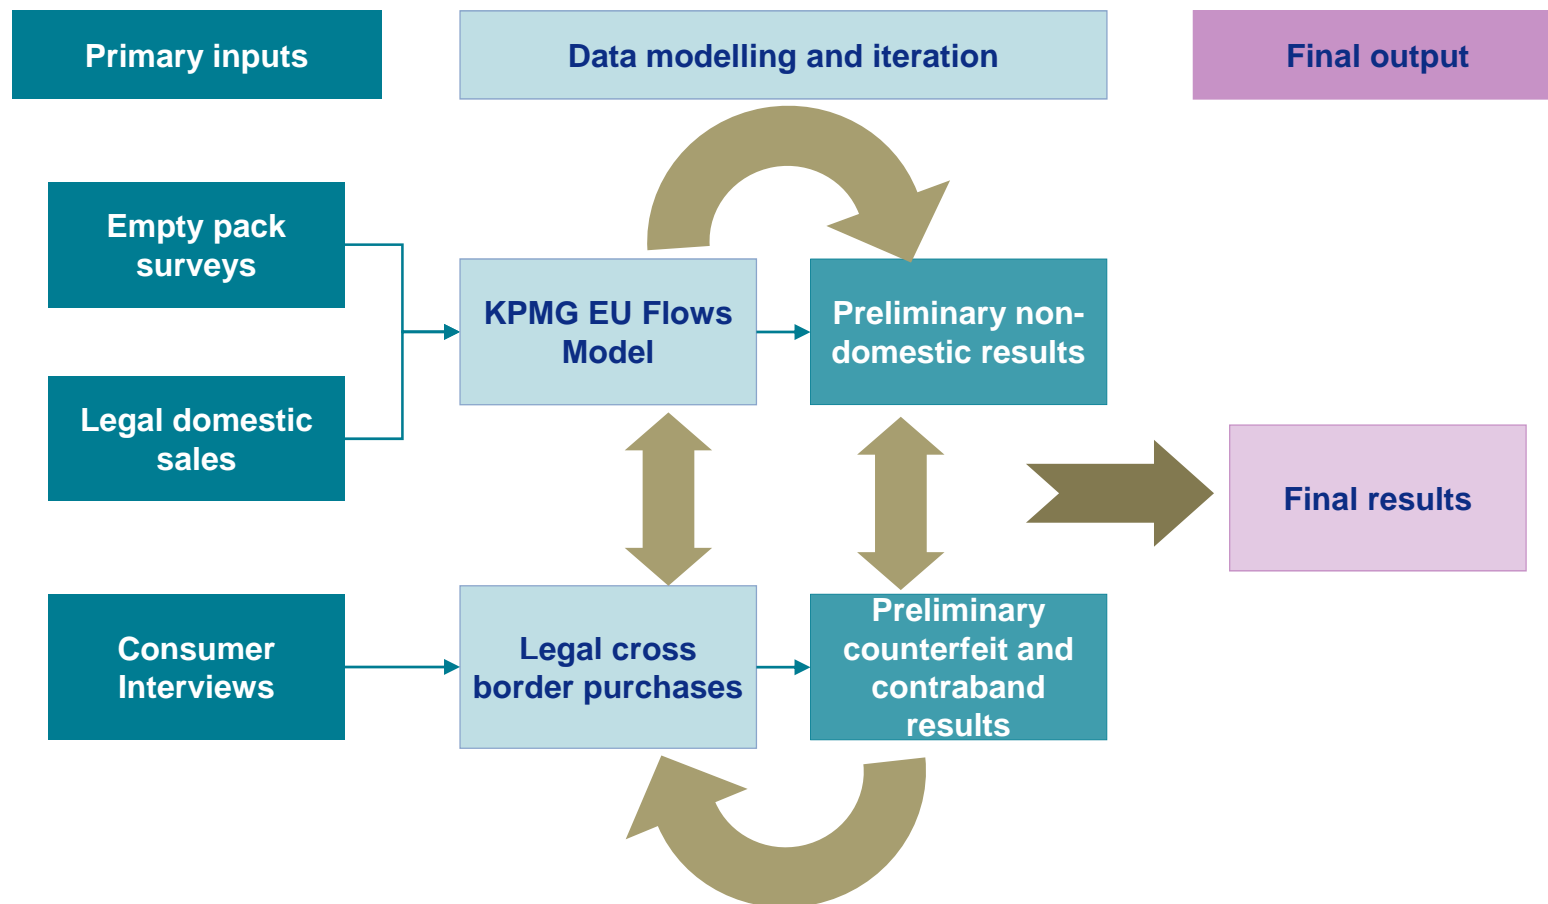 Primary inputs
Data modelling and iteration
Final output
Empty pack
surveys
Legal domestic
sales
KPMG EU Flows
Model
Preliminary non-
domestic results
Final results
Consumer
Interviews
Legal cross
border purchases
Preliminary
counterfeit and
contraband
results